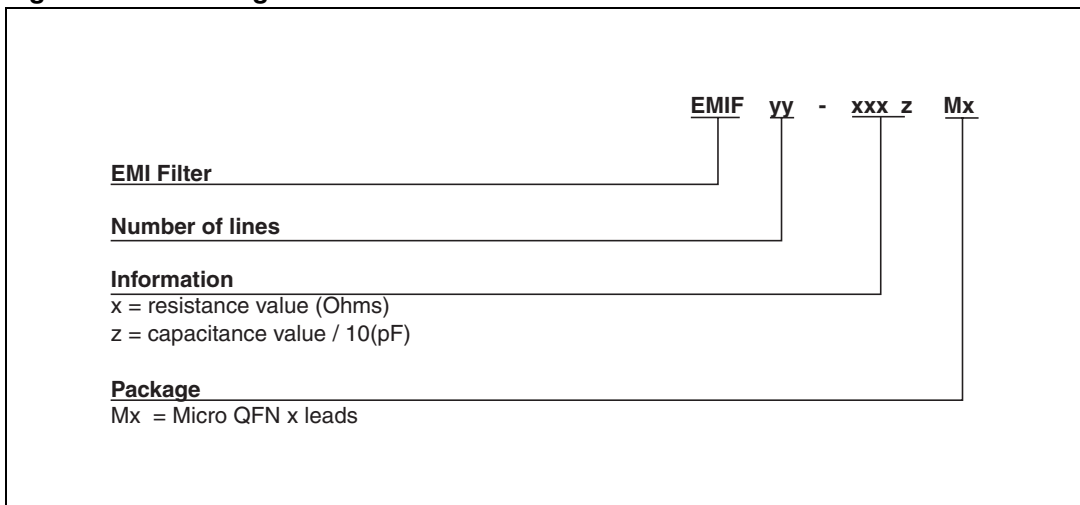 EMIF yy - xxx z Mx
EMI Filter
Number of lines
Information
x = resistance value (Ohms)
z = capacitance value / 10(pF)
Package
Mx = Micro QFN x leads